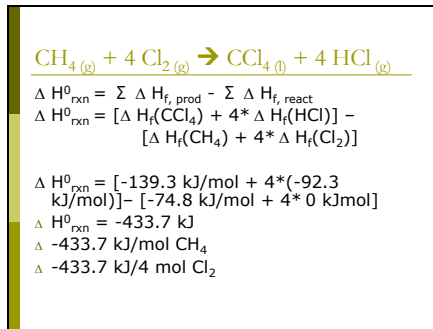 CH₄ (g) + 4 Cl₂ (g) ➔ CCl₄ (l) + 4 HCl (g)
Δ H⁰rxn = Σ Δ Hf, prod - Σ Δ Hf, react
Δ H⁰rxn = [Δ Hf(CCl₄) + 4* Δ Hf(HCl)] –
[Δ Hf(CH₄) + 4* Δ Hf(Cl₂)]
Δ H⁰rxn = [-139.3 kJ/mol + 4*(-92.3
kJ/mol)]– [-74.8 kJ/mol + 4* 0 kJmol]
Δ H⁰rxn = -433.7 kJ
Δ -433.7 kJ/mol CH₄
Δ -433.7 kJ/4 mol Cl₂